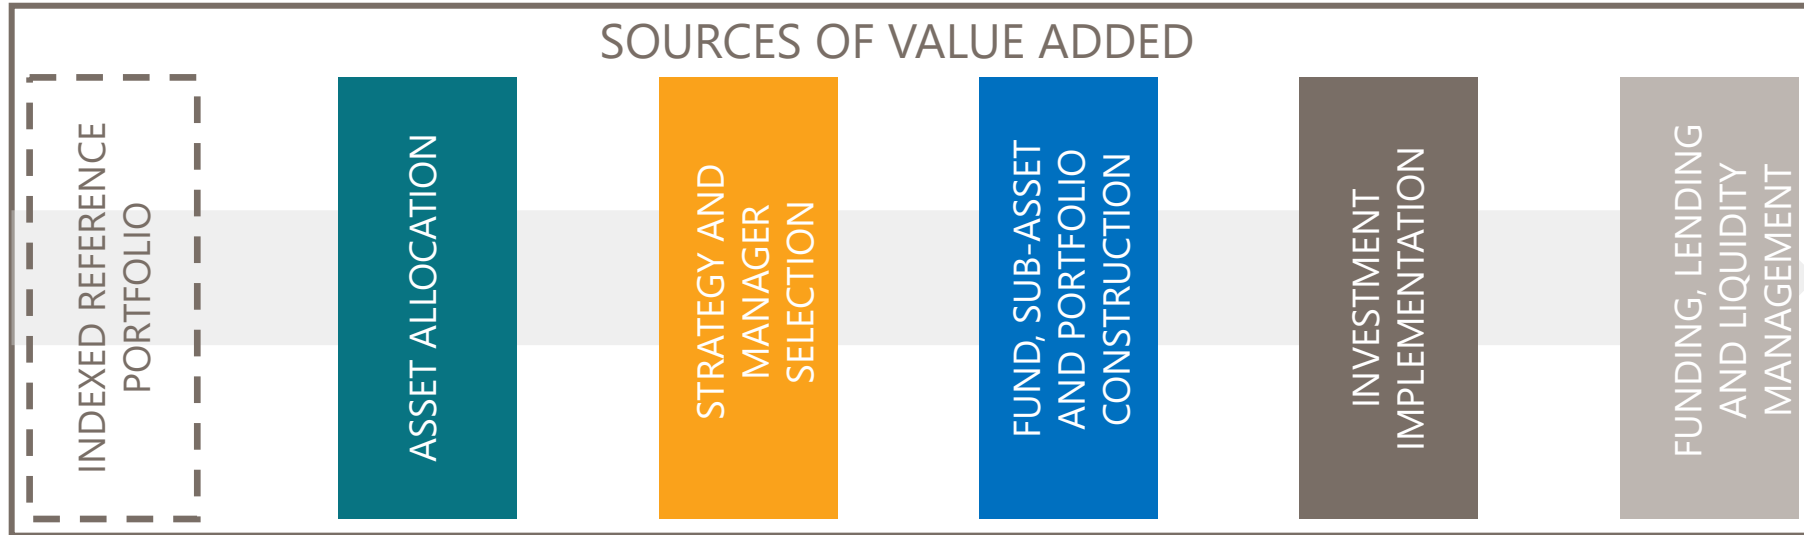 SOURCES OF VALUE ADDED
INDEXED REFERENCE
PORTFOLIO
ASSET ALLOCATION
STRATEGY AND
MANAGER
SELECTION
FUND, SUB-ASSET
AND PORTFOLIO
CONSTRUCTION
INVESTMENT
IMPLEMENTATION
FUNDING, LENDING
AND LIQUIDITY
MANAGEMENT